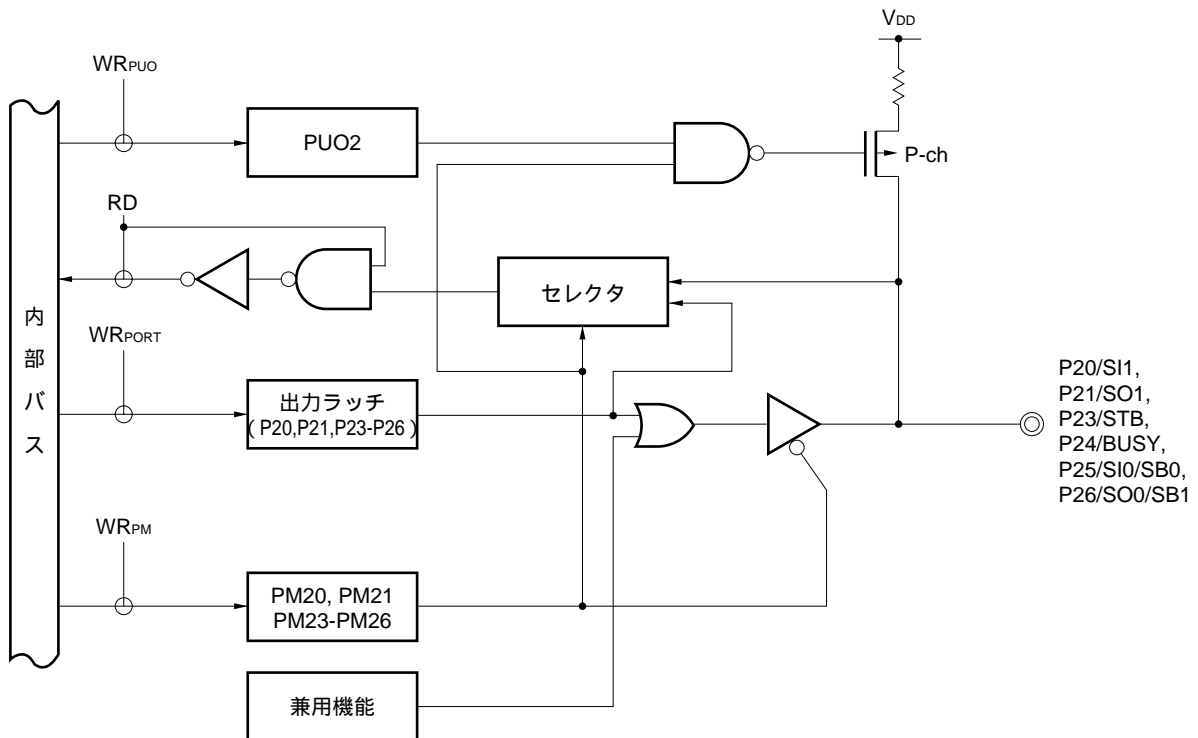 VDD
WRPUO
PUO2
P-ch
RD
セレクタ
内部バス
WRPORT
出力ラッチ
(P20,P21,P23-P26)
P20/SI1,
P21/SO1,
P23/STB,
P24/BUSY,
P25/SI0/SB0,
P26/SO0/SB1
WRPM
PM20, PM21
PM23-PM26
兼用機能